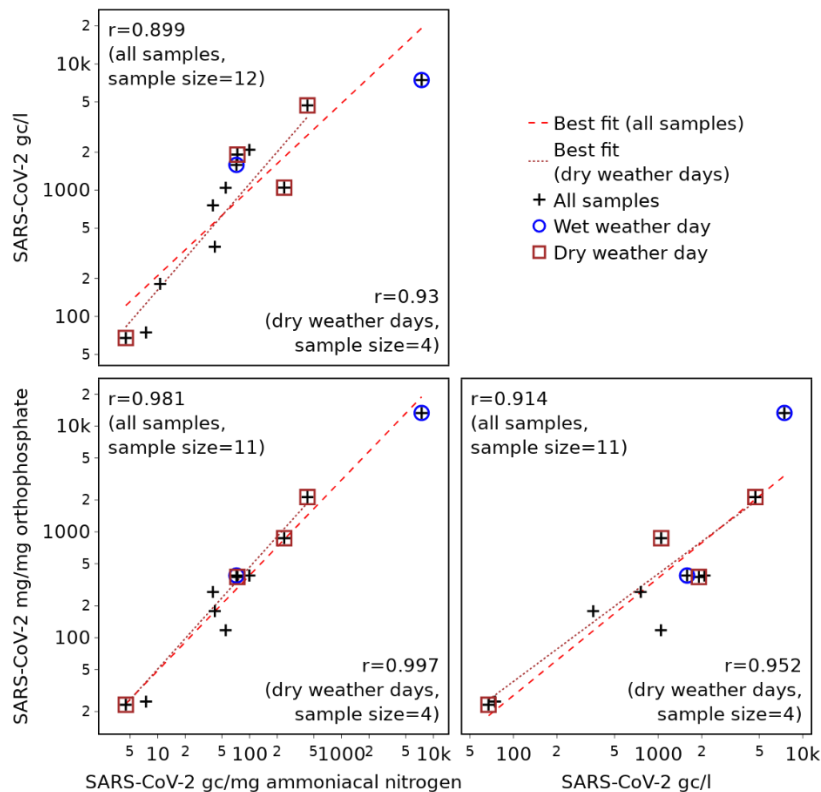 r=0.899
(all samples,
sample size=12)
r=0.93
(dry weather days,
sample size=4)
2
10k
5
2
1000
5
2
100
5
SARS-CoV-2 gc/l
Best fit (all samples)
Best fit
(dry weather days)
All samples
Wet weather day
Dry weather day
r=0.981
(all samples,
sample size=11)
r=0.997
(dry weather days,
sample size=4)
2
10k
5
2
1000
5
2
100
5
2
SARS-CoV-2 mg/mg orthophosphate
5 10 2 5 100 2 5 1000 2 5 10k
SARS-CoV-2 gc/mg ammoniacal nitrogen
r=0.914
(all samples,
sample size=11)
r=0.952
(dry weather days,
sample size=4)
5 100 2 5 1000 2 5 10k
SARS-CoV-2 gc/l